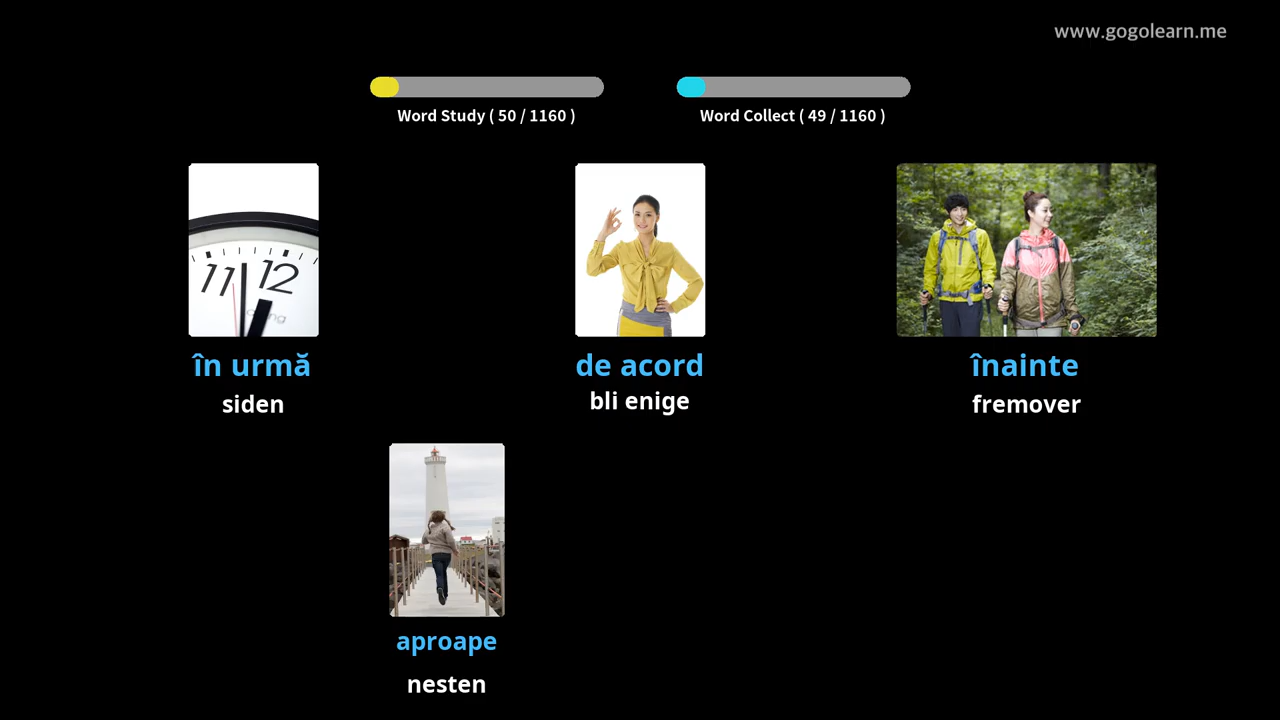 www.gogolearn.me
Word Study ( 50 / 1160 )
Word Collect ( 49 / 1160 )
11 12
în urmă
siden
de acord
bli enige
înainte
fremover
aproape
nesten